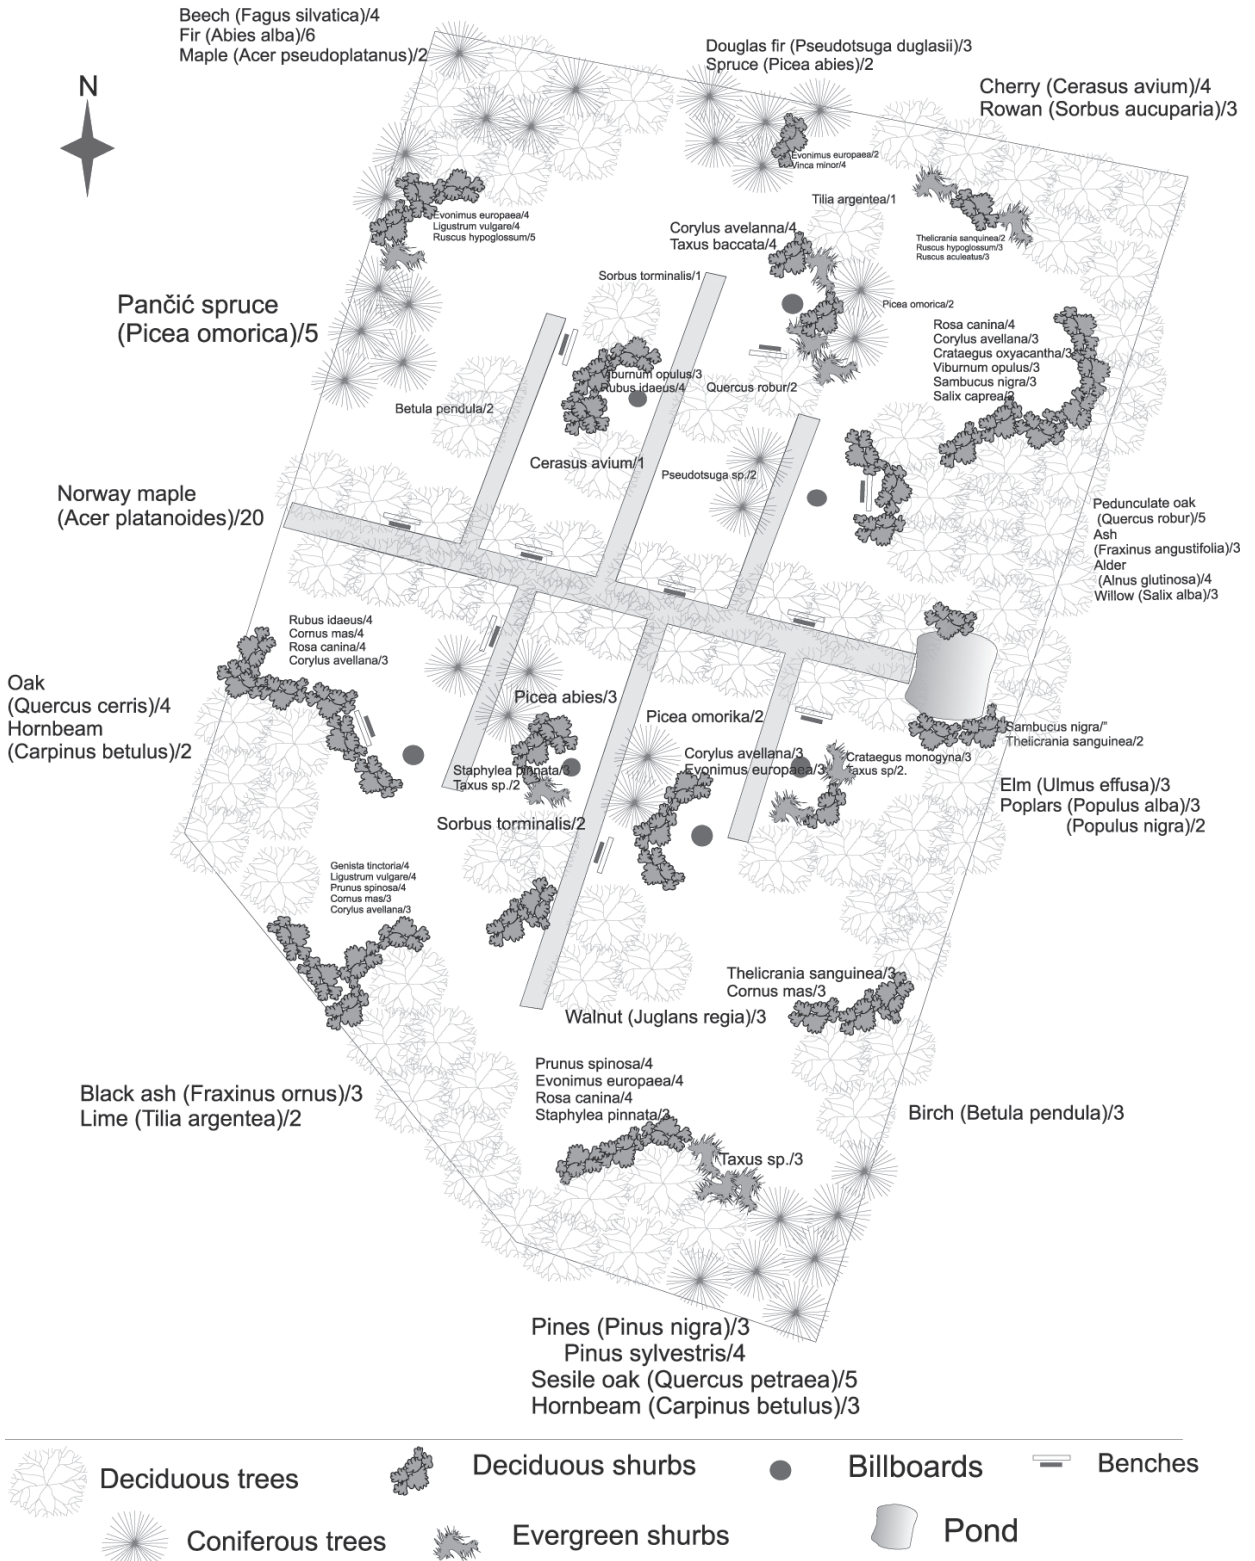 Beech (Fagus silvatica)/4
Fir (Abies alba)/6
Maple (Acer pseudoplatanus)/2
Douglas fir (Pseudotsuga duglasii)/3
Spruce (Picea abies)/2
Cherry (Cerasus avium)/4
Rowan (Sorbus aucuparia)/3
N
Evonimus europaea/2
Vinca minor/4
Evonimus europaea/4
Ligustrum vulgare/4
Ruscus hypoglossum/5
Tilia argentea/1
Corylus avelanna/4
Taxus baccata/4
Thelicrania sanquinea/2
Ruscus hypoglossum/3
Ruscus aculeatus/3
Sorbus torminalis/1
Pančić spruce
(Picea omorica)/5
Picea omorica/2
Rosa canina/4
Corylus avellana/3
Crataegus oxyacantha/3
Viburnum opulus/3
Sambucus nigra/3
Salix caprea/2
Viburnum opulus/3
Rubus idaeus/4
Quercus robur/2
Betula pendula/2
Cerasus avium/1
Pseudotsuga sp./2
Norway maple
(Acer platanoides)/20
Pedunculate oak
(Quercus robur)/5
Ash
(Fraxinus angustifolia)/3
Alder
(Alnus glutinosa)/4
Willow (Salix alba)/3
Rubus idaeus/4
Cornus mas/4
Rosa canina/4
Corylus avellana/3
Oak
(Quercus cerris)/4
Hornbeam
(Carpinus betulus)/2
Picea abies/3
Picea omorika/2
Sambucus nigra/"
Thelicrania sanguinea/2
Corylus avellana/3
Evonimus europaea/3
Crataegus monogyna/3
Taxus sp/2.
Staphylea pinnata/3
Taxus sp./2
Elm (Ulmus effusa)/3
Poplars (Populus alba)/3
(Populus nigra)/2
Sorbus torminalis/2
Genista tinctoria/4
Ligustrum vulgare/4
Prunus spinosa/4
Cornus mas/3
Corylus avellana/3
Thelicrania sanguinea/3
Cornus mas/3
Walnut (Juglans regia)/3
Prunus spinosa/4
Evonimus europaea/4
Rosa canina/4
Staphylea pinnata/3
Black ash (Fraxinus ornus)/3
Lime (Tilia argentea)/2
Birch (Betula pendula)/3
Taxus sp./3
Pines (Pinus nigra)/3
Pinus sylvestris/4
Sesile oak (Quercus petraea)/5
Hornbeam (Carpinus betulus)/3
Deciduous trees
Deciduous shurbs
Billboards
Benches
Coniferous trees
Evergreen shurbs
Pond